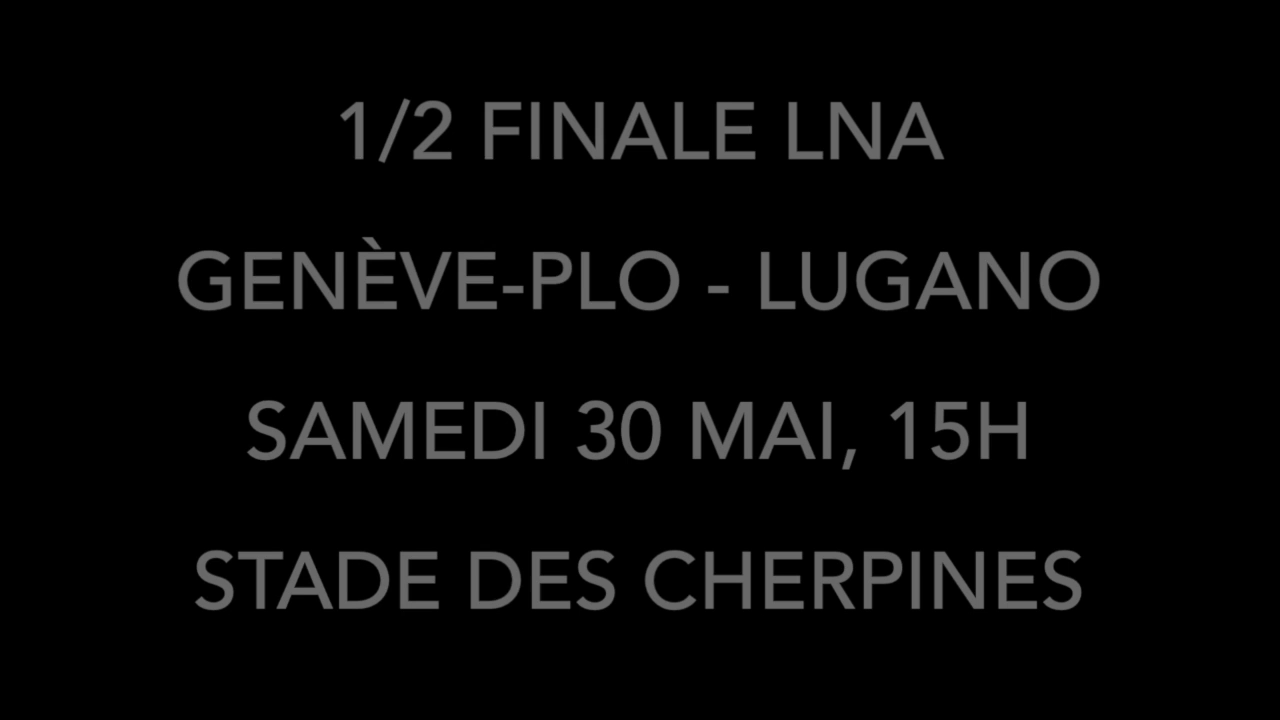 1/2 FINALE LNA
GENÈVE-PLO - LUGANO
SAMEDI 30 MAI, 15H
STADE DES CHERPINES